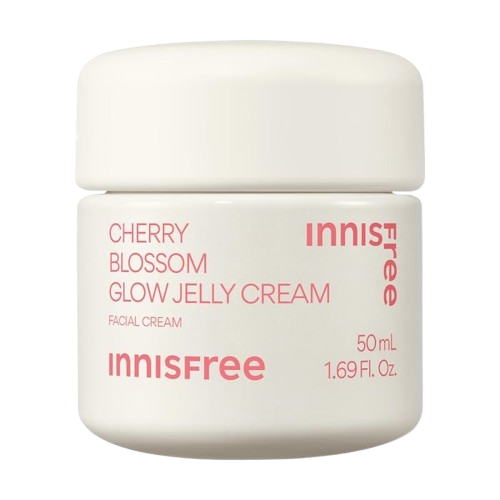 CHERRY
BLOSSOM
GLOW JELLY CREAM
FACIAL CREAM
INNISFree
INNISFree
50 mL
1.69 Fl. Oz.